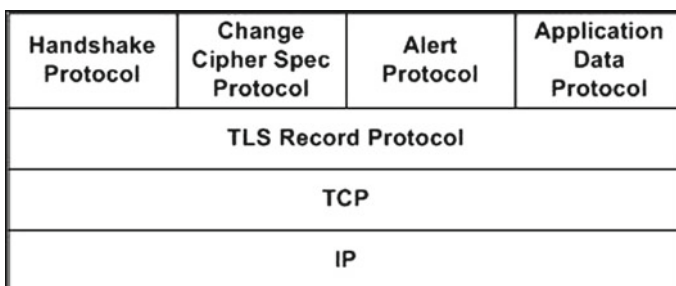 Handshake
Protocol
Change
Cipher Spec
Protocol
Alert
Protocol
Application
Data
Protocol
TLS Record Protocol
TCP
IP